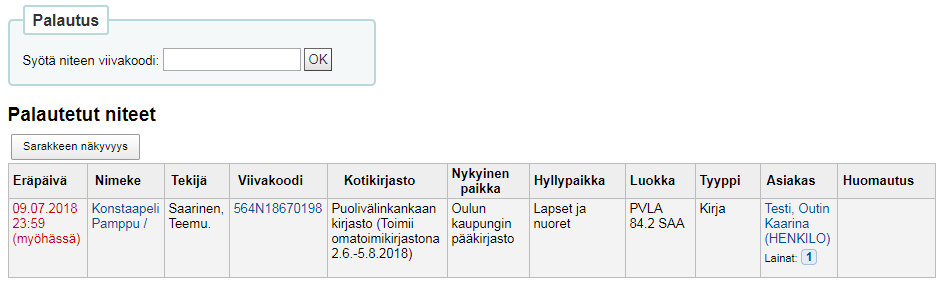 Palautus
Syötä niteen viivakoodi: OK
Palautetut niteet
Sarakkeen näkyvyys
Eräpäivä Nimeke Tekijä Viivakoodi Kotikirjasto Nykyinen paikka Hyllypaikka Luokka Tyyppi Asiakas Huomautus
09.07.2018 23:59 (myöhässä)
Konstaapeli Pamppu /
Saarinen, Teemu.
564N18670198
Puolivälinkankaan kirjasto (Toimii omatoimikirjastona 2.6.-5.8.2018)
Oulun kaupungin pääkirjasto
Lapset ja nuoret
PVLA 84.2 SAA
Kirja
Testi, Outin Kaarina (HENKILO)
Lainat: 1